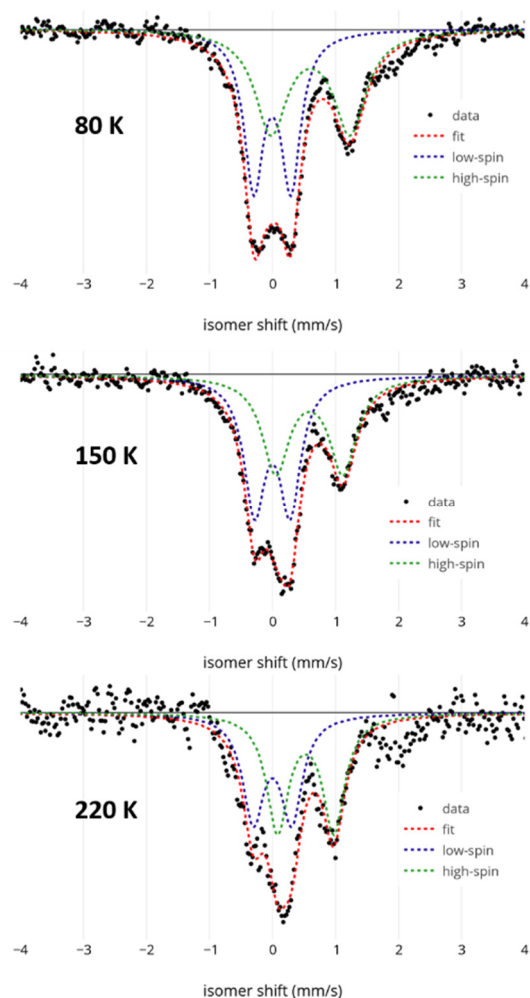 80 K
data
fit
low-spin
high-spin
−4 −3 −2 −1 0 1 2 3 4
isomer shift (mm/s)
150 K
data
fit
low-spin
high-spin
−4 −3 −2 −1 0 1 2 3 4
isomer shift (mm/s)
220 K
data
fit
low-spin
high-spin
−4 −3 −2 −1 0 1 2 3 4
isomer shift (mm/s)